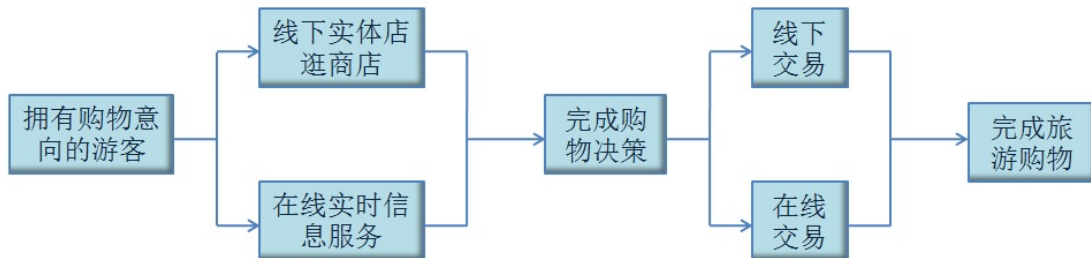 拥有购物意
向的游客
线下实体店
逛商店
在线实时信
息服务
完成购
物决策
线下
交易
在线
交易
完成旅
游购物